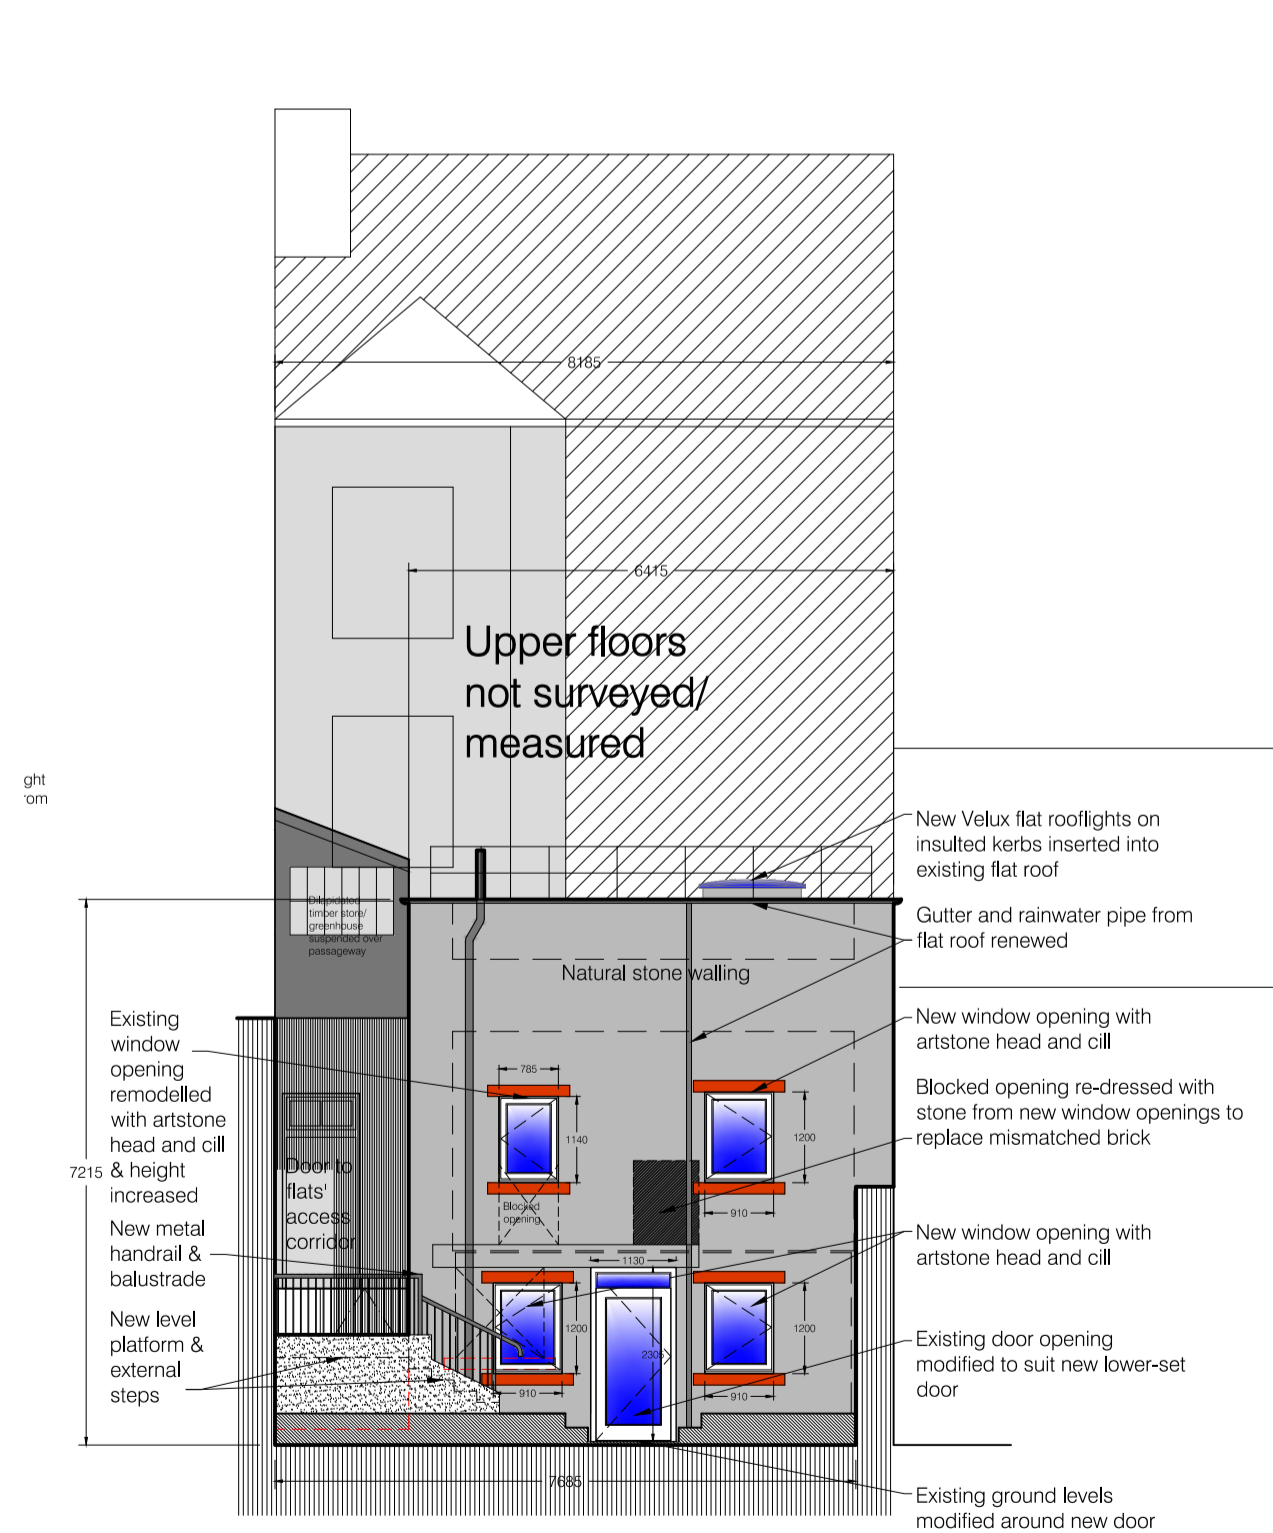 8185
6415
Upper floors
not surveyed/
measured
ght
om
New Velux flat rooflights on
insulted kerbs inserted into
existing flat roof
Gutter and rainwater pipe from
flat roof renewed
Dilapidated
timber store/
greenhouse
suspended over
passageway
Natural stone walling
Existing
window
opening
remodelled
with artstone
head and cill
& height
increased
7215
New window opening with
artstone head and cill
Blocked opening re-dressed with
stone from new window openings to
replace mismatched brick
785
1140
1200
910
Door to
flats'
access
corridor
Blocked
opening
New metal
handrail &
balustrade
New window opening with
artstone head and cill
1130
1200
2305
1200
910
910
New level
platform &
external
steps
Existing door opening
modified to suit new lower-set
door
7685
Existing ground levels
modified around new door